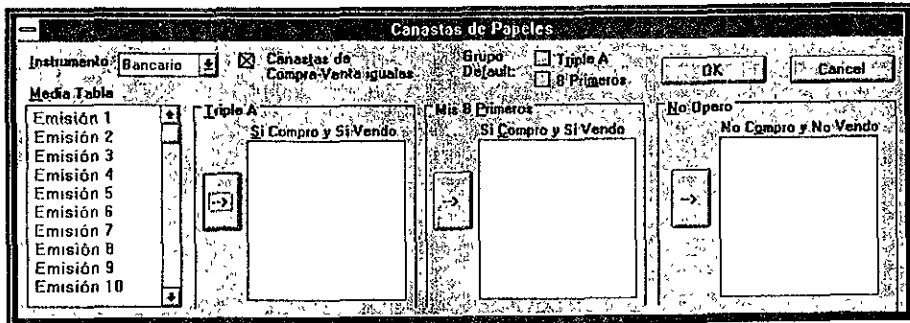 Canastas de Papeles
Instrumento: Bancario
Canastas de
Compra-Venta iguales
Grupo
Default:
Triple A
8 Primeros
OK
Cancel
Media Tabla
Emisión 1
Emisión 2
Emisión 3
Emisión 4
Emisión 5
Emisión 6
Emisión 7
Emisión 8
Emisión 9
Emisión 10
Triple A
Si Compro y Si Vendo
-->
Mis 8 Primeros
Si Compro y Si Vendo
-->
No Opero
No Compro y No Vendo
-->